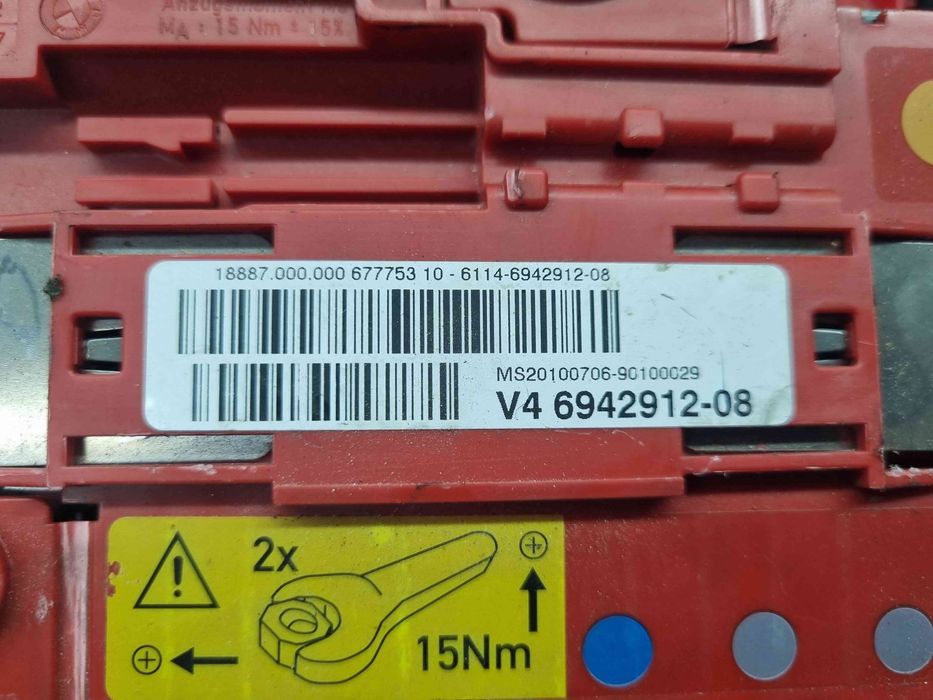 MA : 15 Nm ± 15%
18887.000.000 677753 10 - 6114-6942912-08
MS20100706-90100029
V4 6942912-08
2x
15Nm